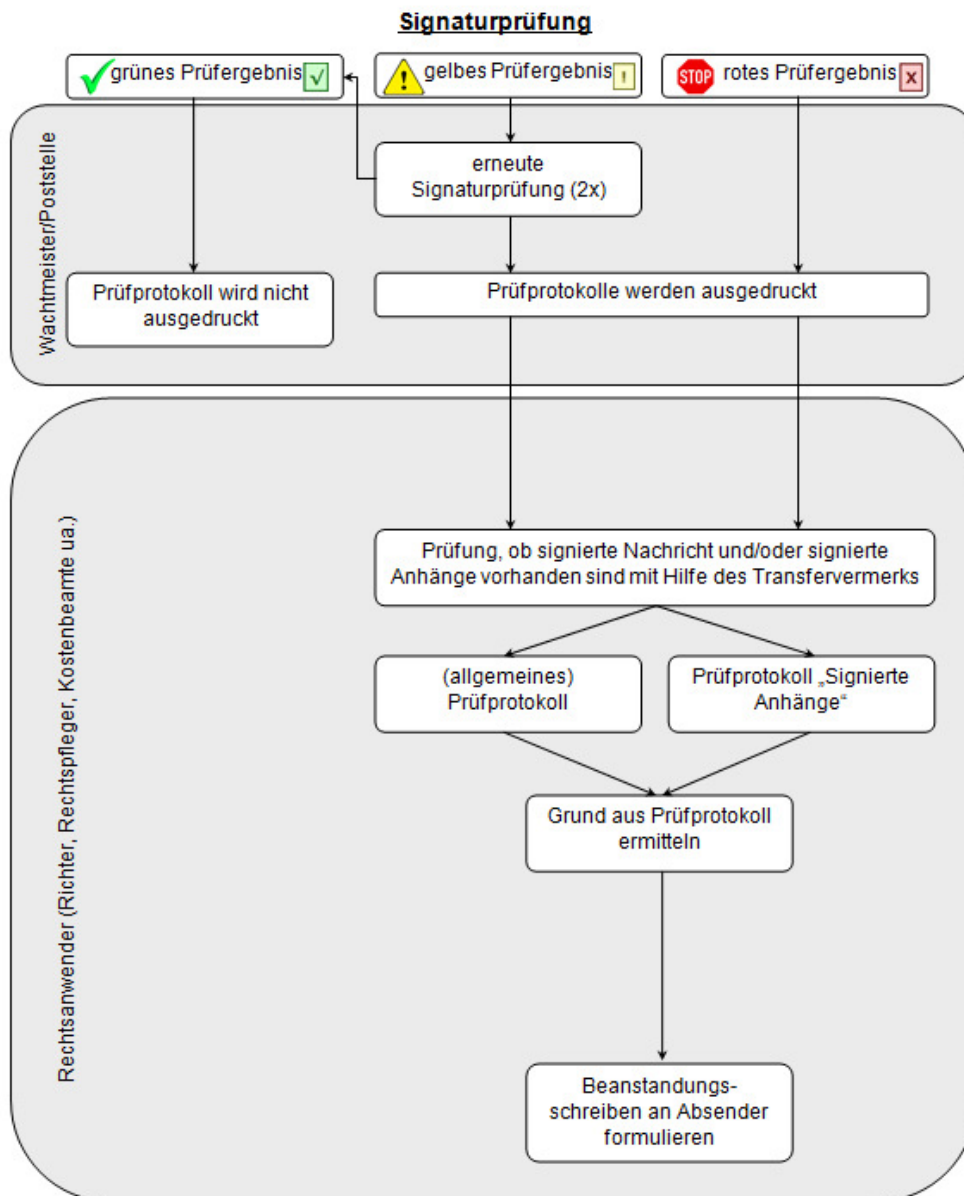 Signaturprüfung
grünes Prüfergebnis
gelbes Prüfergebnis
!
STOP
rotes Prüfergebnis
x
Wachtmeister/Poststelle
erneute
Signaturprüfung (2x)
Prüfprotokoll wird nicht
ausgedruckt
Prüfprotokolle werden ausgedruckt
Rechtsanwender (Richter, Rechtspfleger, Kostenbeamte ua.)
Prüfung, ob signierte Nachricht und/oder signierte
Anhänge vorhanden sind mit Hilfe des Transfervermerks
(allgemeines)
Prüfprotokoll
Prüfprotokoll „Signierte
Anhänge“
Grund aus Prüfprotokoll
ermitteln
Beanstandungs-
schreiben an Absender
formulieren